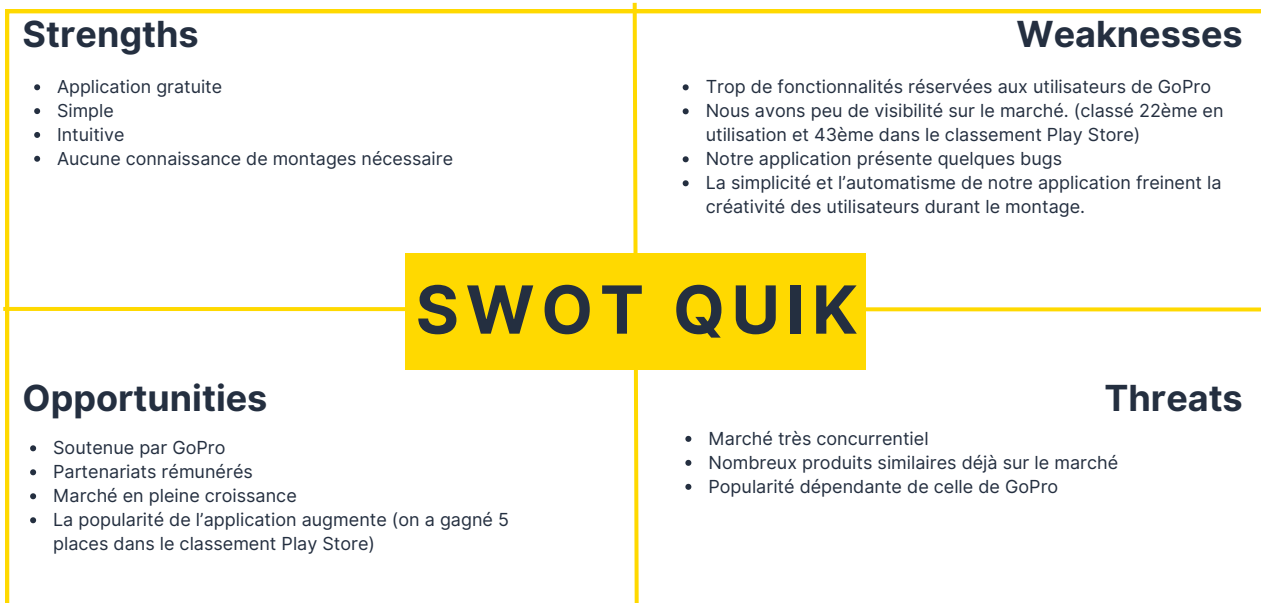 Strengths
• Application gratuite
• Simple
• Intuitive
• Aucune connaissance de montages nécessaire
Weaknesses
• Trop de fonctionnalités réservées aux utilisateurs de GoPro
• Nous avons peu de visibilité sur le marché. (classé 22ème en
utilisation et 43ème dans le classement Play Store)
• Notre application présente quelques bugs
• La simplicité et l’automatisme de notre application freinent la
créativité des utilisateurs durant le montage.
SWOT QUIK
Opportunities
• Soutenue par GoPro
• Partenariats rémunérés
• Marché en pleine croissance
• La popularité de l’application augmente (on a gagné 5
places dans le classement Play Store)
Threats
• Marché très concurrentiel
• Nombreux produits similaires déjà sur le marché
• Popularité dépendante de celle de GoPro